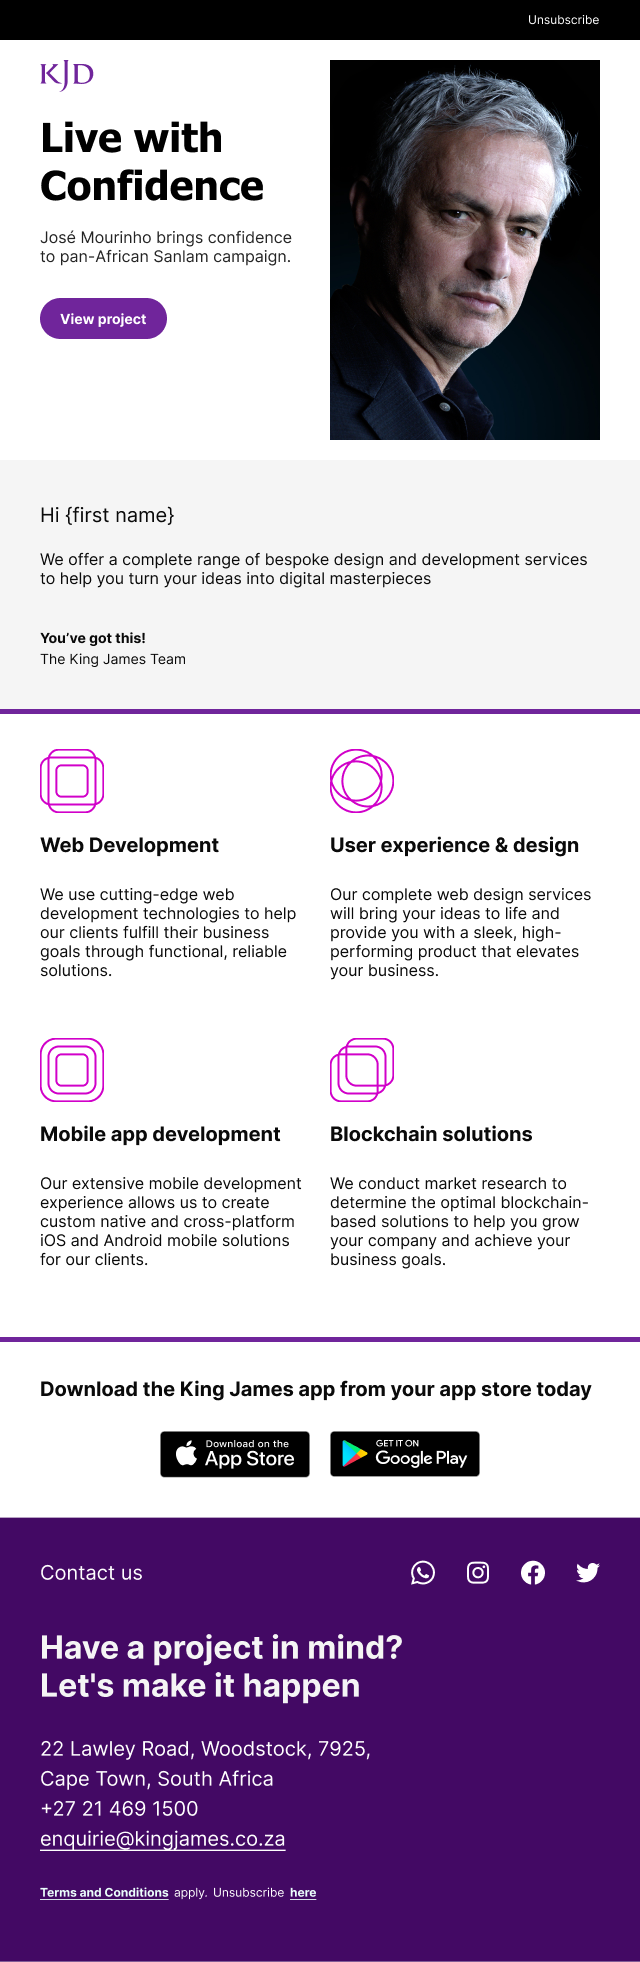 Unsubscribe
KJD
Live with
Confidence
José Mourinho brings confidence
to pan-African Sanlam campaign.
View project
Hi {first name}
We offer a complete range of bespoke design and development services
to help you turn your ideas into digital masterpieces
You’ve got this!
The King James Team
Web Development
We use cutting-edge web
development technologies to help
our clients fulfill their business
goals through functional, reliable
solutions.
User experience & design
Our complete web design services
will bring your ideas to life and
provide you with a sleek, high-
performing product that elevates
your business.
Mobile app development
Our extensive mobile development
experience allows us to create
custom native and cross-platform
iOS and Android mobile solutions
for our clients.
Blockchain solutions
We conduct market research to
determine the optimal blockchain-
based solutions to help you grow
your company and achieve your
business goals.
Download the King James app from your app store today
Download on the
App Store
GET IT ON
Google Play
Contact us
Have a project in mind?
Let's make it happen
22 Lawley Road, Woodstock, 7925,
Cape Town, South Africa
+27 21 469 1500
enquirie@kingjames.co.za
Terms and Conditions apply. Unsubscribe here